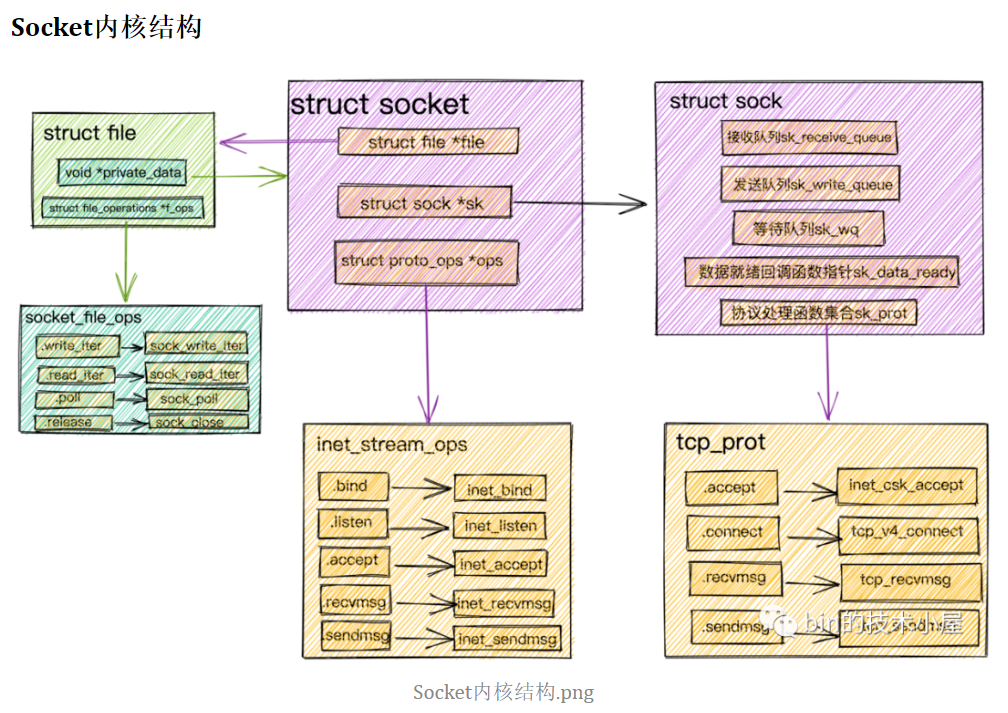 Socket内核结构
struct file
void *private_data
struct file_operations *f_ops
socket_file_ops
.write_iter
sock_write_iter
.read_iter
sock_read_iter
.poll
sock_poll
.release
sock_close
struct socket
struct file *file
struct sock *sk
struct proto_ops *ops
inet_stream_ops
.bind
inet_bind
.listen
inet_listen
.accept
inet_accept
.recvmsg
inet_recvmsg
.sendmsg
inet_sendmsg
struct sock
接收队列sk_receive_queue
发送队列sk_write_queue
等待队列sk_wq
数据就绪回调函数指针sk_data_ready
协议处理函数集合sk_prot
tcp_prot
.accept
inet_csk_accept
.connect
tcp_v4_connect
.recvmsg
tcp_recvmsg
.sendmsg
bin的技术小屋
Socket内核结构.png